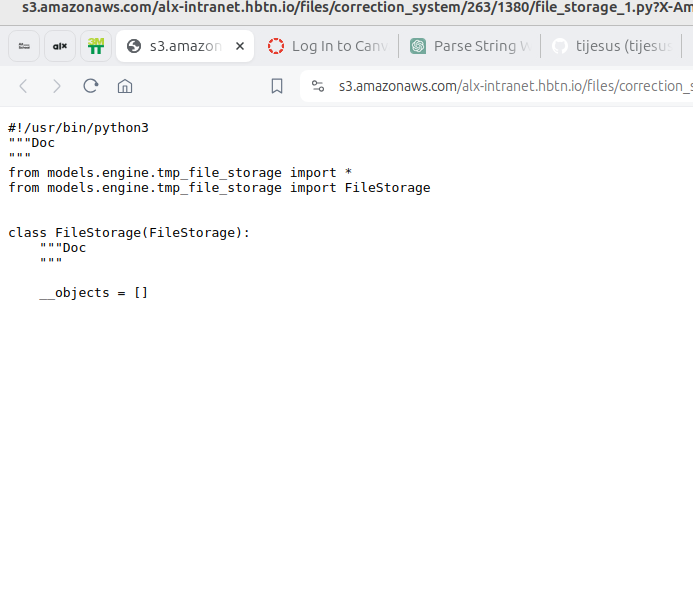 s3.amazonaws.com/alx-intranet.hbtn.io/files/correction_system/263/1380/file_storage_1.py?X-Am
alx
s3.amazon
Log In to Canv
Parse String W
tijesus (tijesus
s3.amazonaws.com/alx-intranet.hbtn.io/files/correction_s
#!/usr/bin/python3
"""Doc
"""
from models.engine.tmp_file_storage import *
from models.engine.tmp_file_storage import FileStorage
class FileStorage(FileStorage):
"""Doc
"""
__objects = []